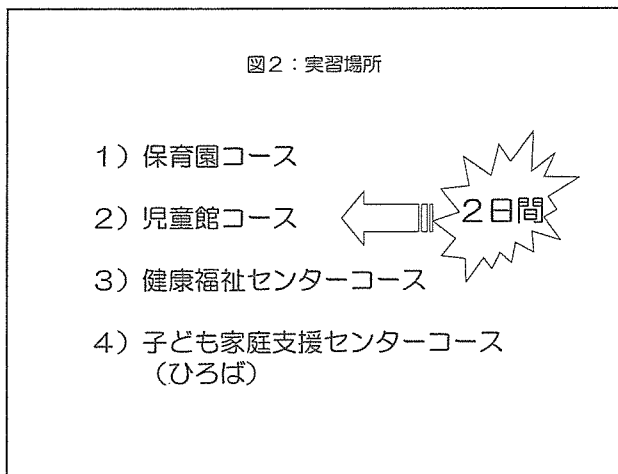 図2：実習場所
1）保育園コース
2）児童館コース
2日間
3）健康福祉センターコース
4）子ども家庭支援センターコース
（ひろば）